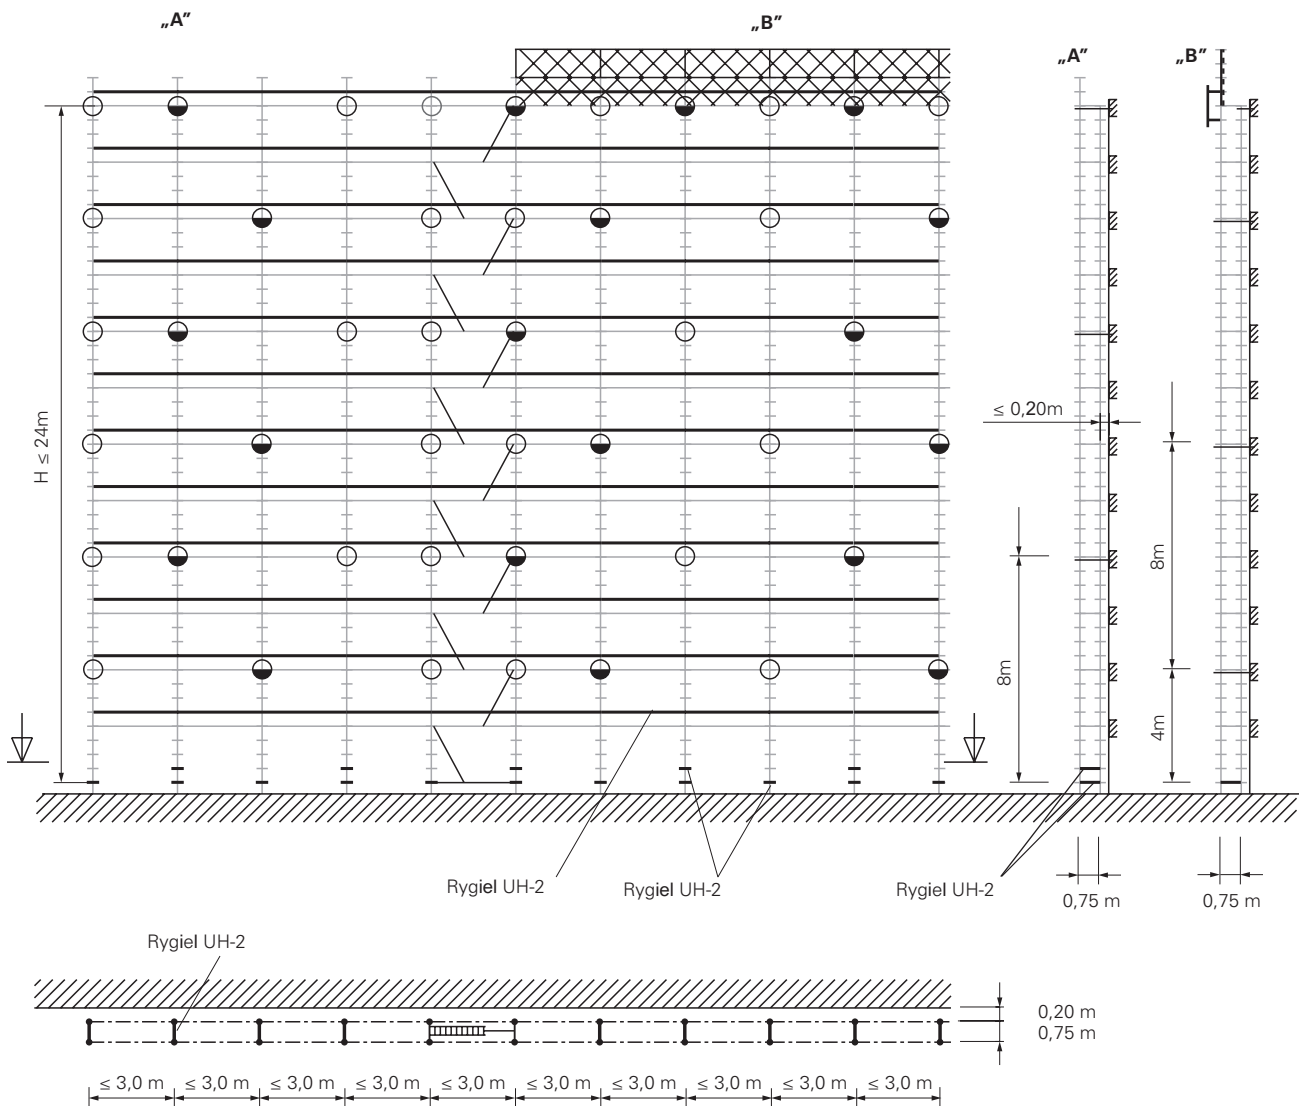 „A”
„B”
„A”
„B”
H ≤ 24m
≤ 0,20m
8m
8m
4m
Rygiel UH-2
Rygiel UH-2
Rygiel UH-2
0,75 m
0,75 m
Rygiel UH-2
0,20 m
0,75 m
≤ 3,0 m
≤ 3,0 m
≤ 3,0 m
≤ 3,0 m
≤ 3,0 m
≤ 3,0 m
≤ 3,0 m
≤ 3,0 m
≤ 3,0 m
≤ 3,0 m